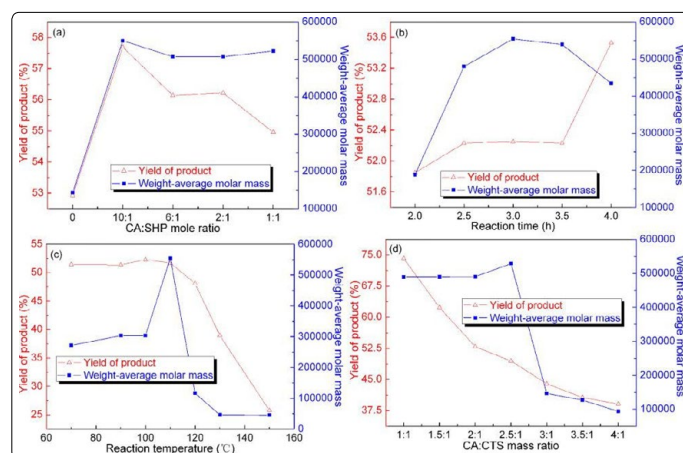 (a)
58
57
56
55
54
53
Yield of product (%)
600000
500000
400000
300000
200000
100000
Weight-average molar mass
Yield of product
Weight-average molar mass
0 10:1 6:1 2:1 1:1
CA:SHP mole ratio
(b)
53.6
53.2
52.8
52.4
52.0
51.6
Yield of product (%)
600000
500000
400000
300000
200000
100000
Weight-average molar mass
Yield of product
Weight-average molar mass
2.0 2.5 3.0 3.5 4.0
Reaction time (h)
(c)
55
50
45
40
35
30
25
Yield of product (%)
600000
500000
400000
300000
200000
100000
0
Weight-average molar mass
Yield of product
Weight-average molar mass
60 80 100 120 140 160
Reaction temperature (℃)
(d)
75.0
67.5
60.0
52.5
45.0
37.5
Yield of product (%)
600000
500000
400000
300000
200000
100000
Weight-average molar mass
Yield of product
Weight-average molar mass
1:1 1.5:1 2:1 2.5:1 3:1 3.5:1 4:1
CA:CTS mass ratio